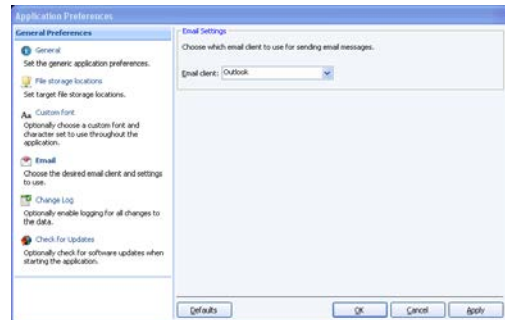 Application Preferences
General Preferences
General
Set the generic application preferences.
File storage locations
Set target file storage locations.
Aa Custom font
Optionally choose a custom font and
character set to use throughout the
application.
Email
Choose the desired email client and settings
to use.
Change Log
Optionally enable logging for all changes to
the data.
Check for Updates
Optionally check for software updates when
starting the application.
Email Settings
Choose which email client to use for sending email messages.
Email client: Outlook
Defaults
OK
Cancel
Apply